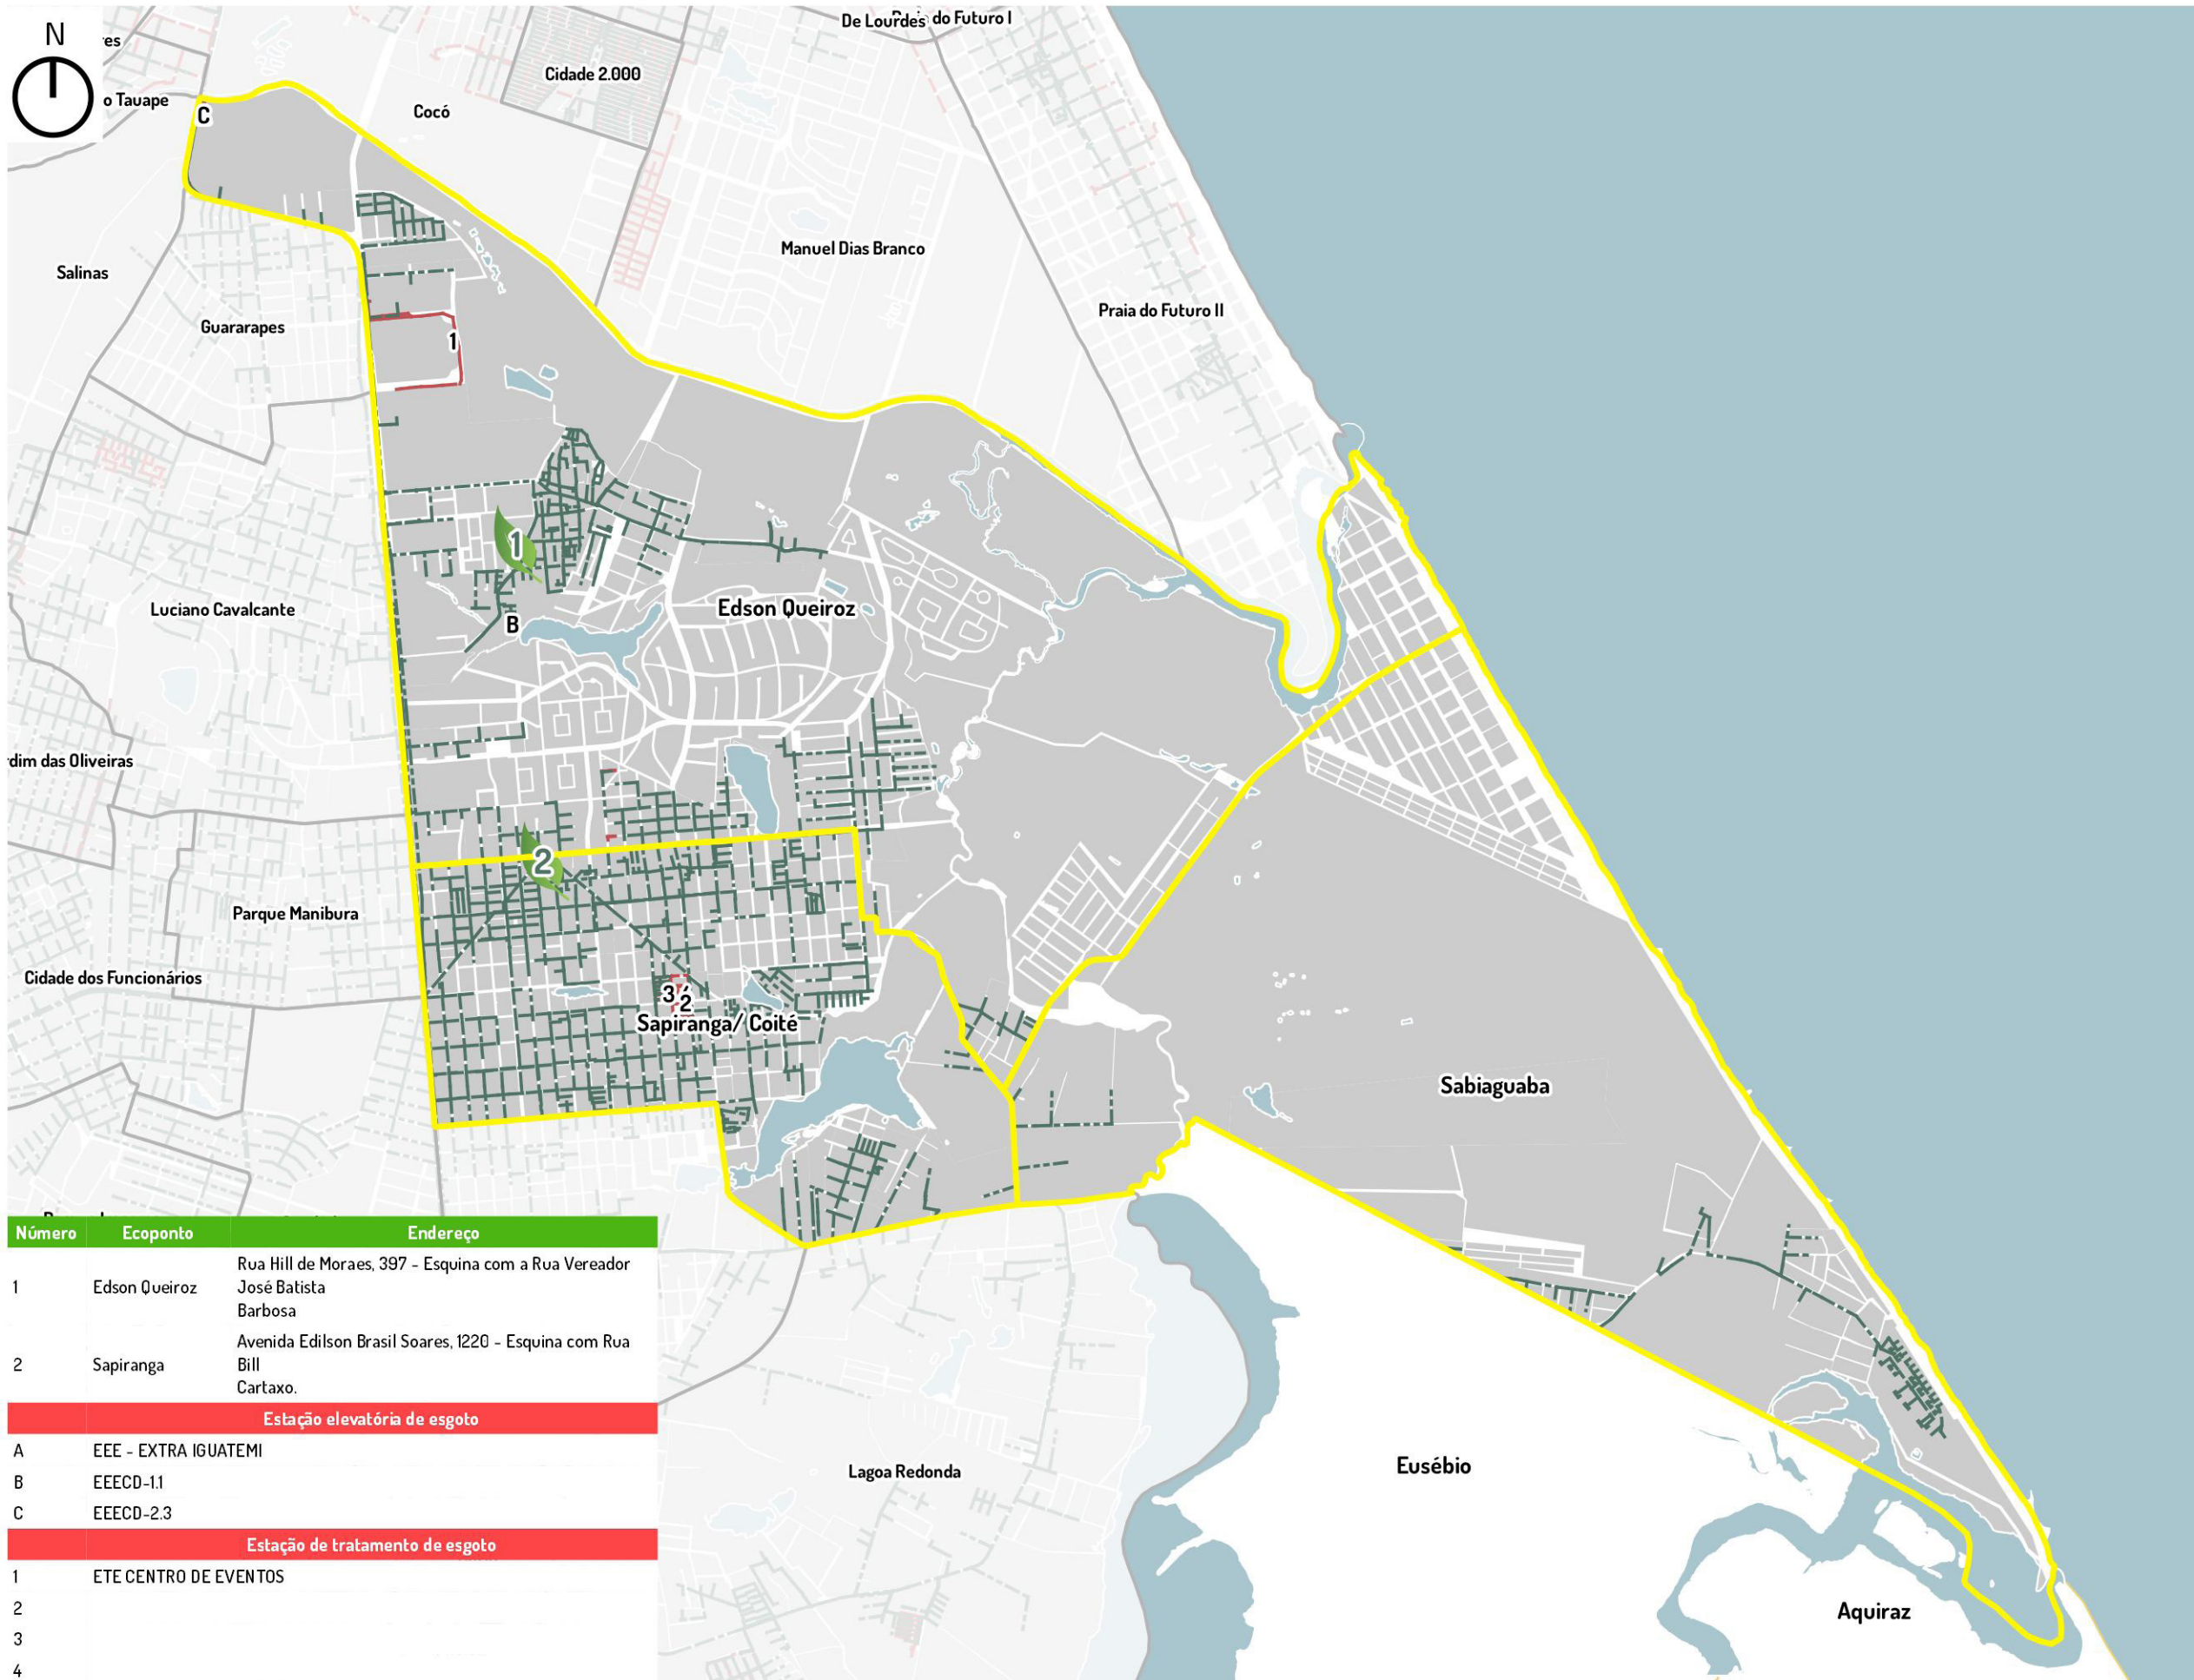 N
De Lourdes
do Futuro I
res
Cidade 2.000
o Tauape
C
Cocó
Manuel Dias Branco
Salinas
Praia do Futuro II
Guararapes
1
1
Edson Queiroz
Luciano Cavalcante
B
dim das Oliveiras
2
Parque Manibura
Cidade dos Funcionários
3
2
Sapiranga/ Coité
Sabiaguaba
Lagoa Redonda
Eusébio
Aquiraz
Número Ecoponto Endereço
1 Edson Queiroz Rua Hill de Moraes, 397 - Esquina com a Rua Vereador
José Batista
Barbosa
2 Sapiranga Avenida Edilson Brasil Soares, 1220 - Esquina com Rua
Bill
Cartaxo.
Estação elevatória de esgoto
A EEE - EXTRA IGUATEMI
B EEECD-1.1
C EEECD-2.3
Estação de tratamento de esgoto
1 ETE CENTRO DE EVENTOS
2
3
4